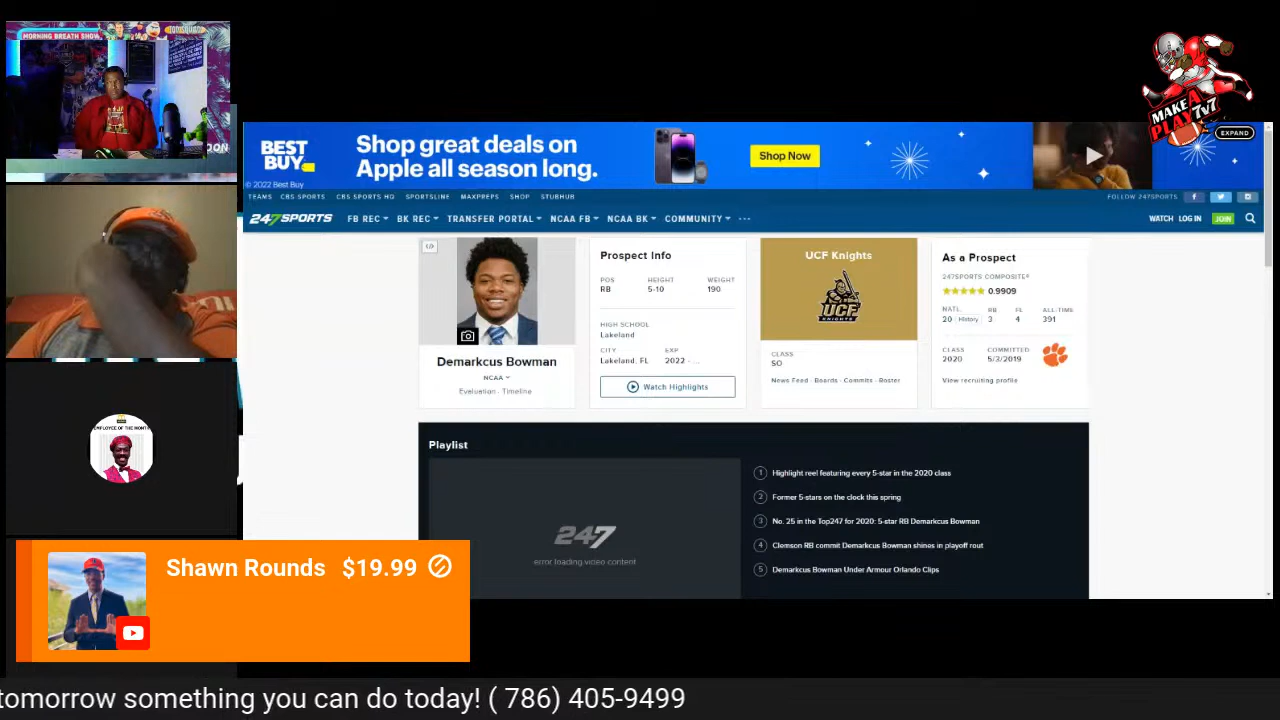 MORNING BREATH SHOW
MAKE A PLAY 7v7
BEST BUY
Shop great deals on
Apple all season long.
Shop Now
EXPAND
© 2022 Best Buy
TEAMS CBS SPORTS CBS SPORTS HQ SPORTSLINE MAXPREPS SHOP STUBHUB
FOLLOW 247SPORTS
247SPORTS FB REC BK REC TRANSFER PORTAL NCAA FB NCAA BK COMMUNITY ...
WATCH LOG IN JOIN
Demarkcus Bowman
NCAA
Evaluation · Timeline
Prospect Info
POS HEIGHT WEIGHT
RB 5-10 190
HIGH SCHOOL
Lakeland
CITY EXP
Lakeland, FL 2022 - ...
Watch Highlights
UCF Knights
UCF
KNIGHTS
CLASS
SO
News Feed · Boards · Commits · Roster
As a Prospect
247SPORTS COMPOSITE®
0.9909
NATL. RB FL ALL-TIME
20 History 3 4 391
CLASS COMMITTED
2020 5/3/2019
View recruiting profile
Playlist
247
error loading video content
1 Highlight reel featuring every 5-star in the 2020 class
2 Former 5-stars on the clock this spring
3 No. 25 in the Top247 for 2020: 5-star RB Demarkcus Bowman
4 Clemson RB commit Demarkcus Bowman shines in playoff rout
5 Demarkcus Bowman Under Armour Orlando Clips
EMPLOYEE OF THE MONTH
Shawn Rounds $19.99
tomorrow something you can do today! ( 786) 405-9499